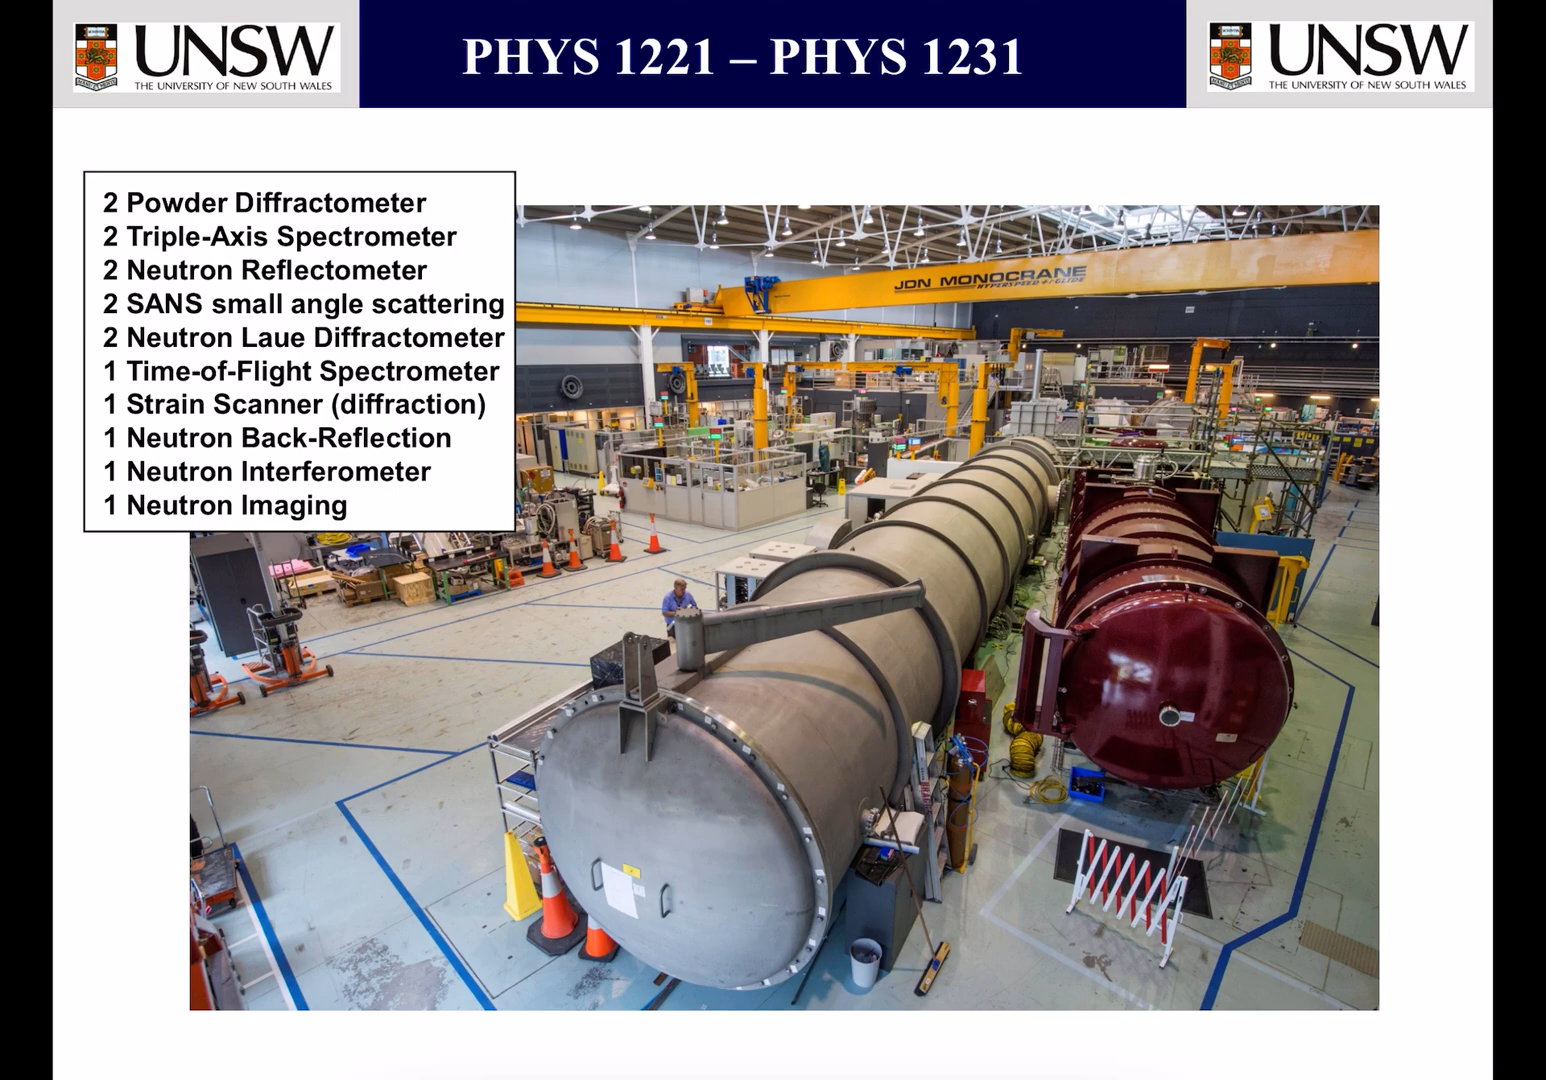 UNSW
THE UNIVERSITY OF NEW SOUTH WALES
PHYS 1221 – PHYS 1231
UNSW
THE UNIVERSITY OF NEW SOUTH WALES
2 Powder Diffractometer
2 Triple-Axis Spectrometer
2 Neutron Reflectometer
2 SANS small angle scattering
2 Neutron Laue Diffractometer
1 Time-of-Flight Spectrometer
1 Strain Scanner (diffraction)
1 Neutron Back-Reflection
1 Neutron Interferometer
1 Neutron Imaging
JDN MONOCRANE